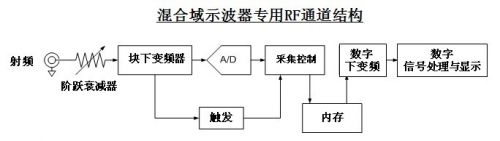 混合域示波器专用RF通道结构
射频
阶跃衰减器
块下变频器
A/D
采集控制
数字
下变频
数字
信号处理与显示
触发
内存